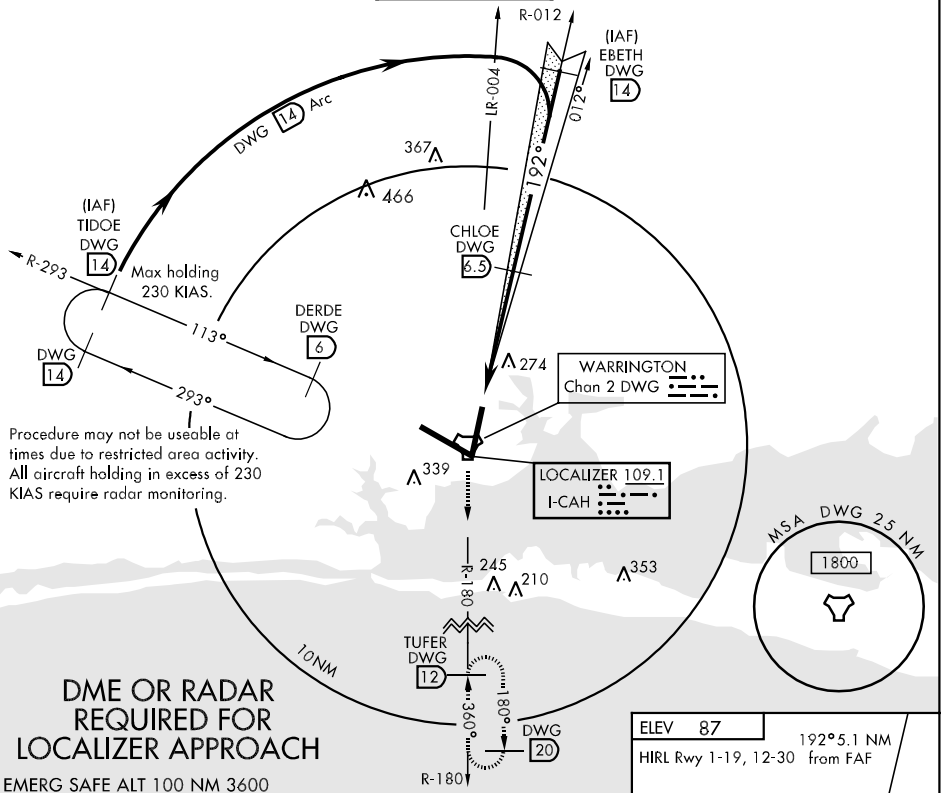 R-012
(IAF)
EBETH
DWG
14
LR-004
012°
DWG 14 Arc
192°
367
466
(IAF)
TIDOE
DWG
14
R-293
Max holding
230 KIAS.
CHLOE
DWG
6.5
113°
DERDE
DWG
6
DWG
14
293°
274
WARRINGTON
Chan 2 DWG
Procedure may not be useable at
times due to restricted area activity.
All aircraft holding in excess of 230
KIAS require radar monitoring.
339
LOCALIZER 109.1
I-CAH
MSA DWG 25 NM
1800
R-180
245
210
353
10 NM
TUFER
DWG
12
360°
180°
DWG
20
R-180
DME OR RADAR
REQUIRED FOR
LOCALIZER APPROACH
EMERG SAFE ALT 100 NM 3600
ELEV 87
HIRL Rwy 1-19, 12-30
192° 5.1 NM
from FAF